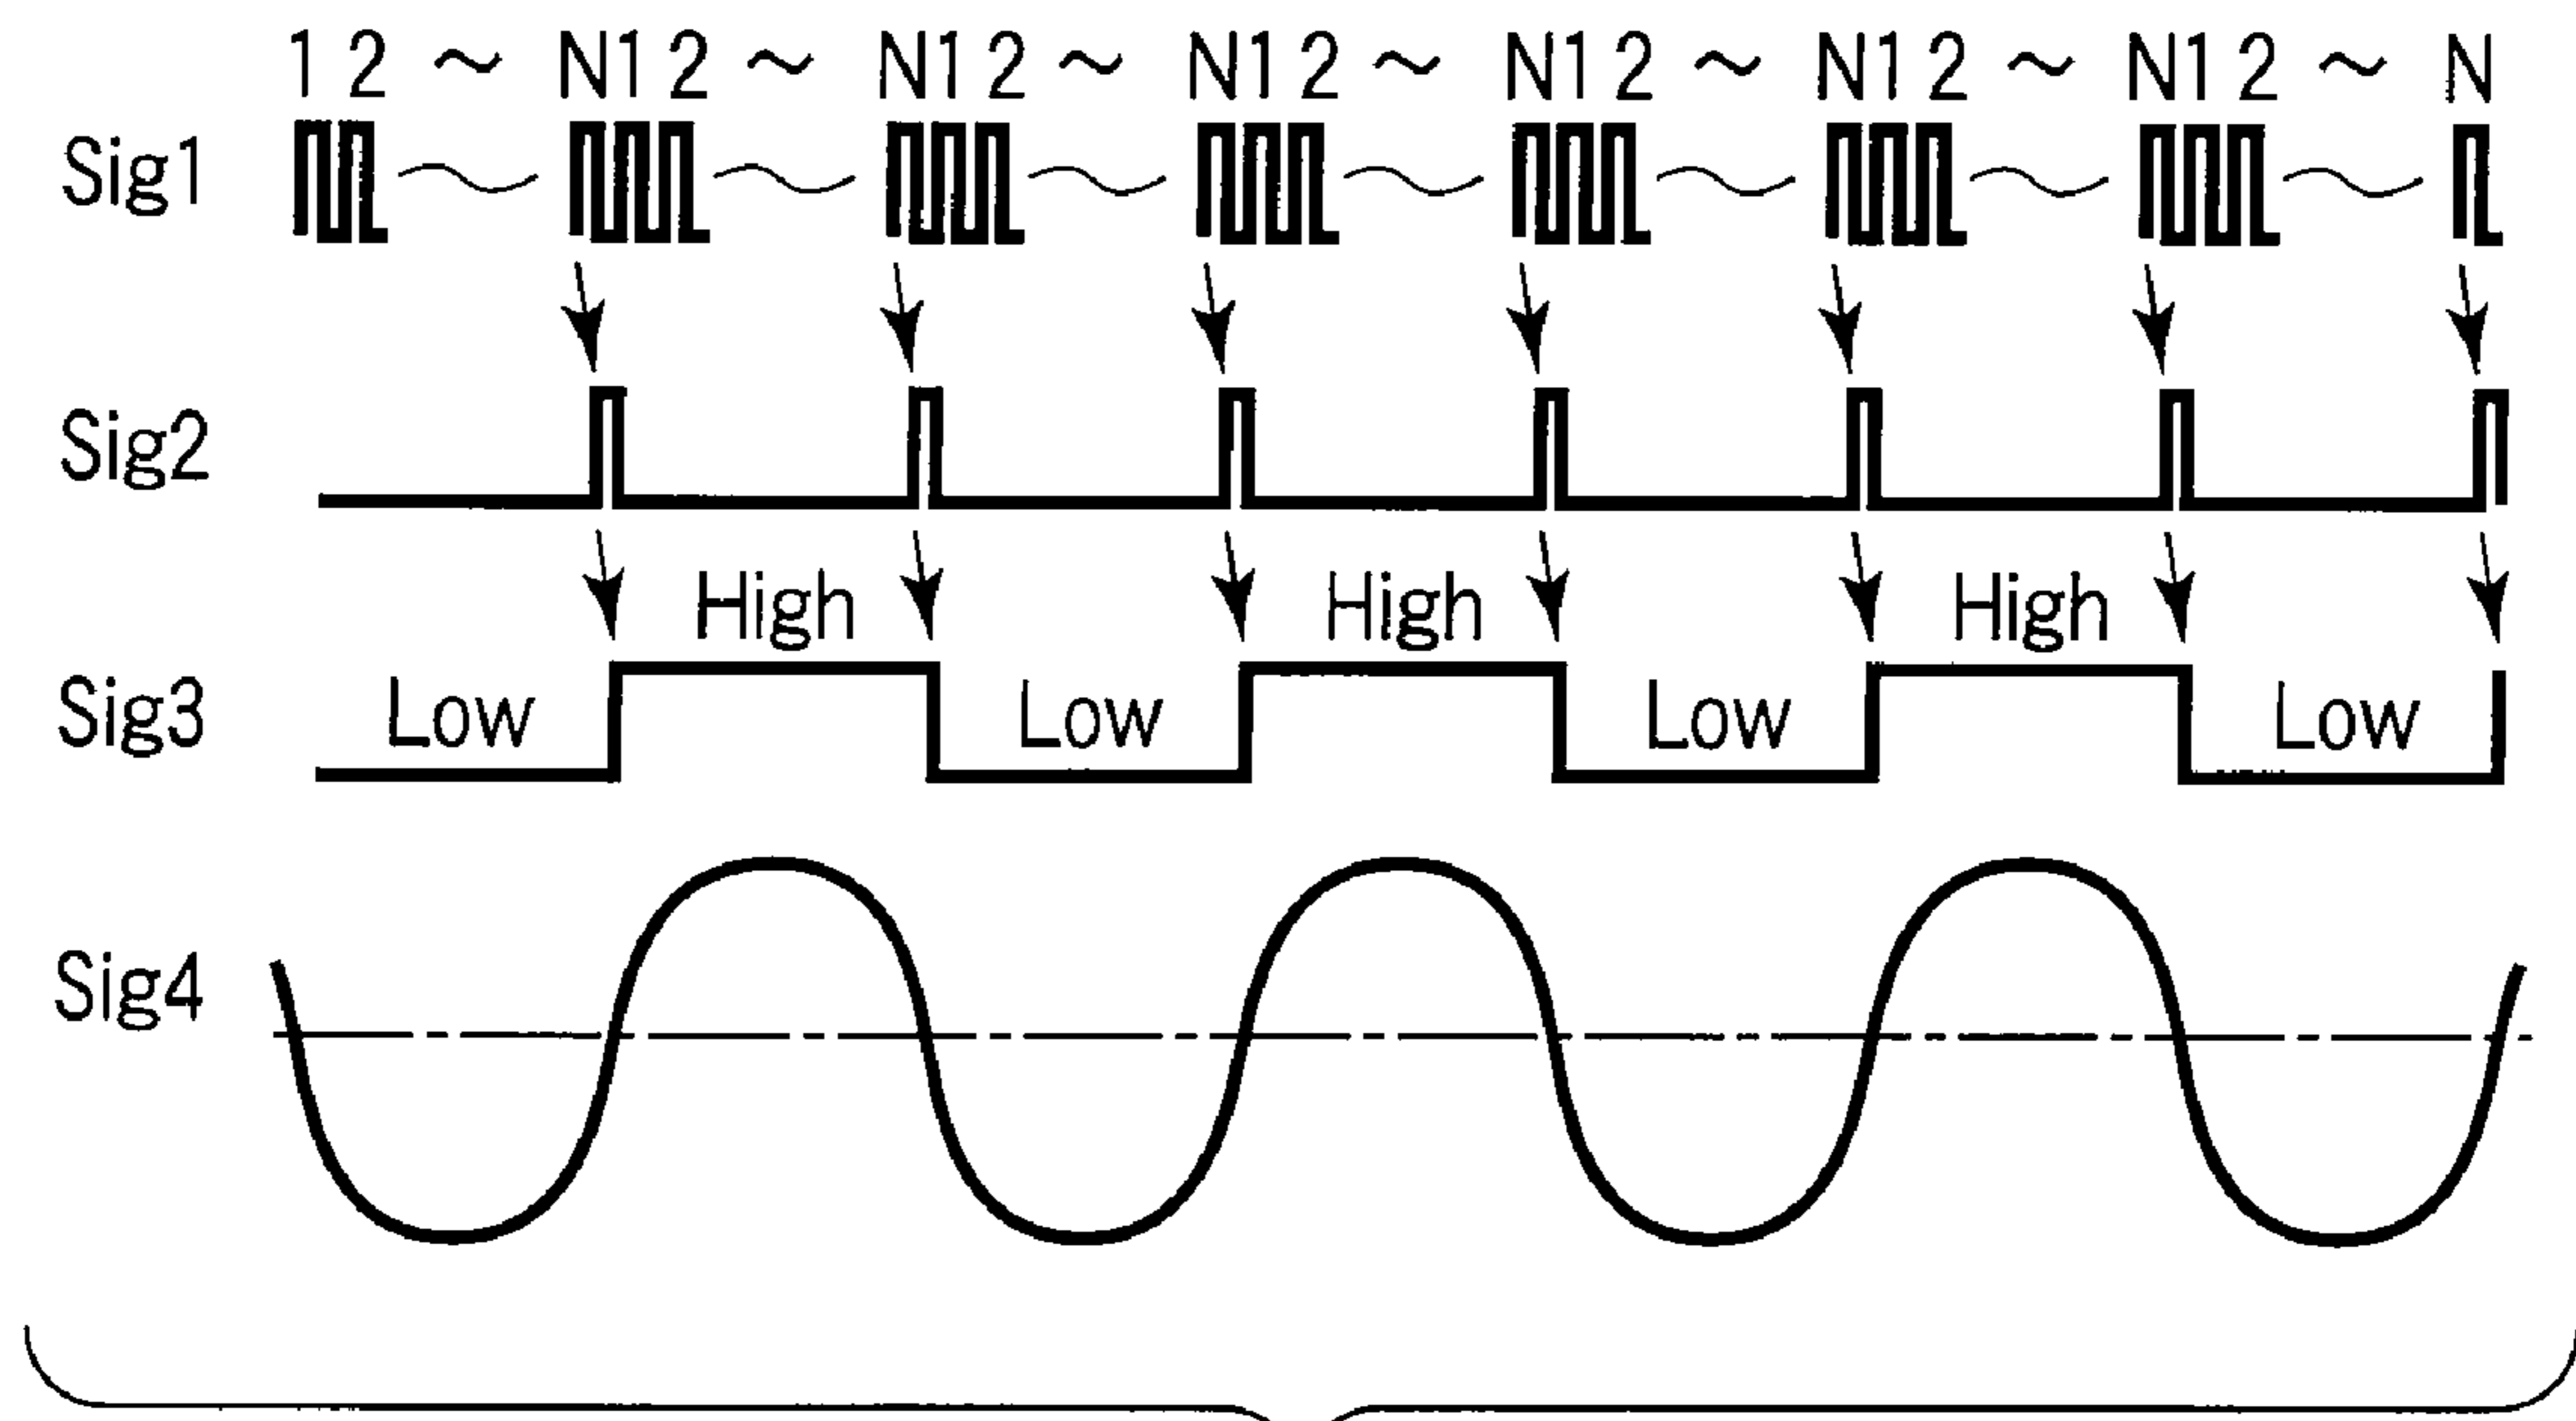 1 2 ~ N1 2 ~ N1 2 ~ N1 2 ~ N1 2 ~ N1 2 ~ N1 2 ~ N
Sig1
Sig2
High High High
Sig3 Low Low Low Low
Sig4